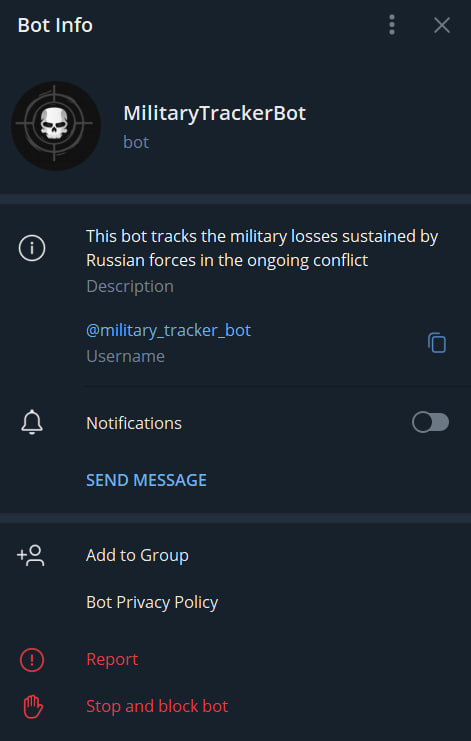 Bot Info
MilitaryTrackerBot
bot
This bot tracks the military losses sustained by
Russian forces in the ongoing conflict
Description
@military_tracker_bot
Username
Notifications
SEND MESSAGE
Add to Group
Bot Privacy Policy
Report
Stop and block bot